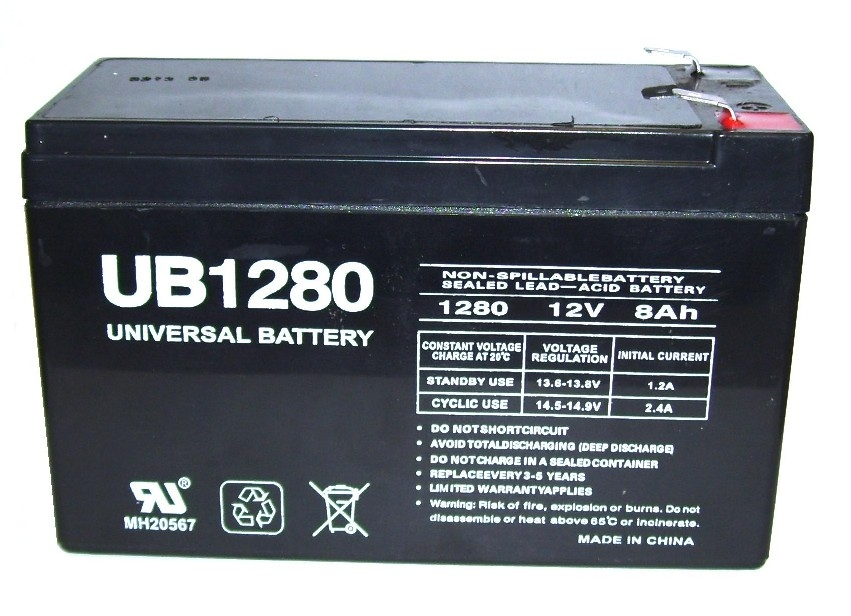 UB1280
UNIVERSAL BATTERY
NON-SPILLABLEBATTERY
SEALED LEAD—ACID BATTERY
1280 12V 8Ah
CONSTANT VOLTAGE CHARGE AT 20℃ VOLTAGE REGULATION INITIAL CURRENT
STANDBY USE 13.6-13.8V 1.2A
CYCLIC USE 14.5-14.9V 2.4A
• DO NOTSHORTCIRCUIT
• AVOID TOTALDISCHARGING (DEEP DISCHARGE)
• DO NOTCHARGE IN A SEALEDCONTAINER
• REPLACEEVERY 3-5 YEARS
• LIMITED WARRANTYAPPLIES
• Warning: Risk of fire, explosion or burns. Do not
disassemble or heat above 65℃ or incinerate.
MADE IN CHINA
RU®
MH20567